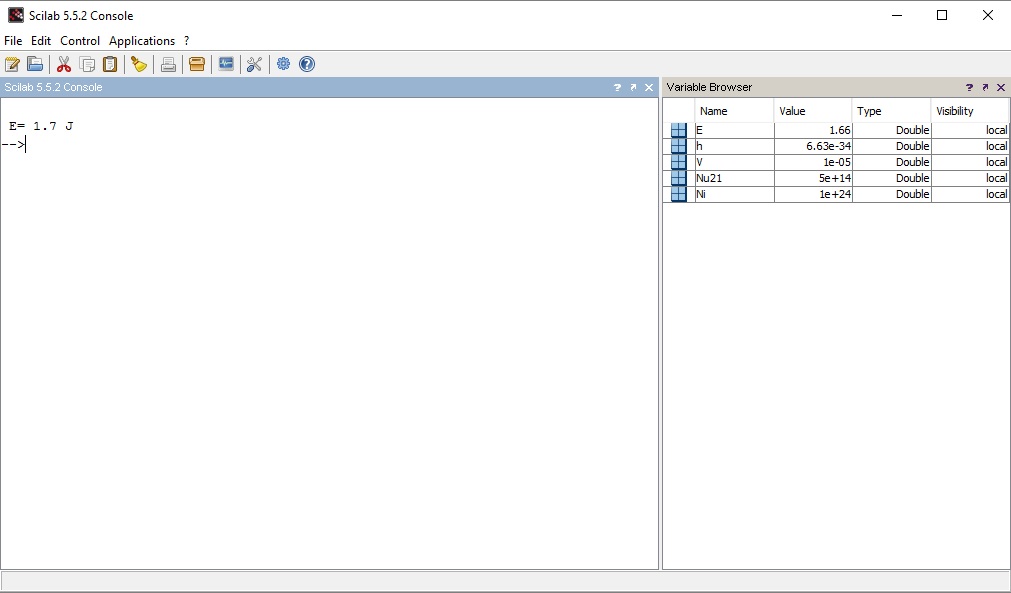 Scilab 5.5.2 Console
File Edit Control Applications ?
Scilab 5.5.2 Console
E= 1.7 J
-->
Variable Browser
Name Value Type Visibility
E 1.66 Double local
h 6.63e-34 Double local
V 1e-05 Double local
Nu21 5e+14 Double local
Ni 1e+24 Double local